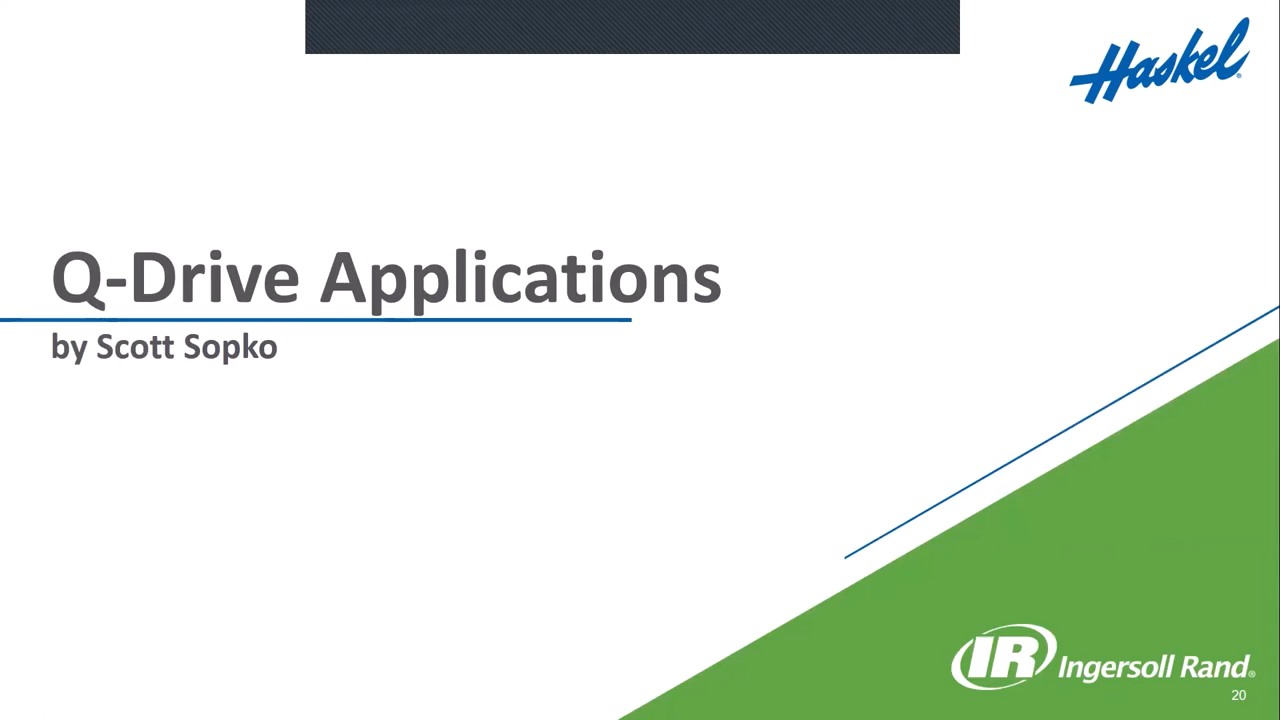 Haskel®
Q-Drive Applications
by Scott Sopko
IR Ingersoll Rand®
20